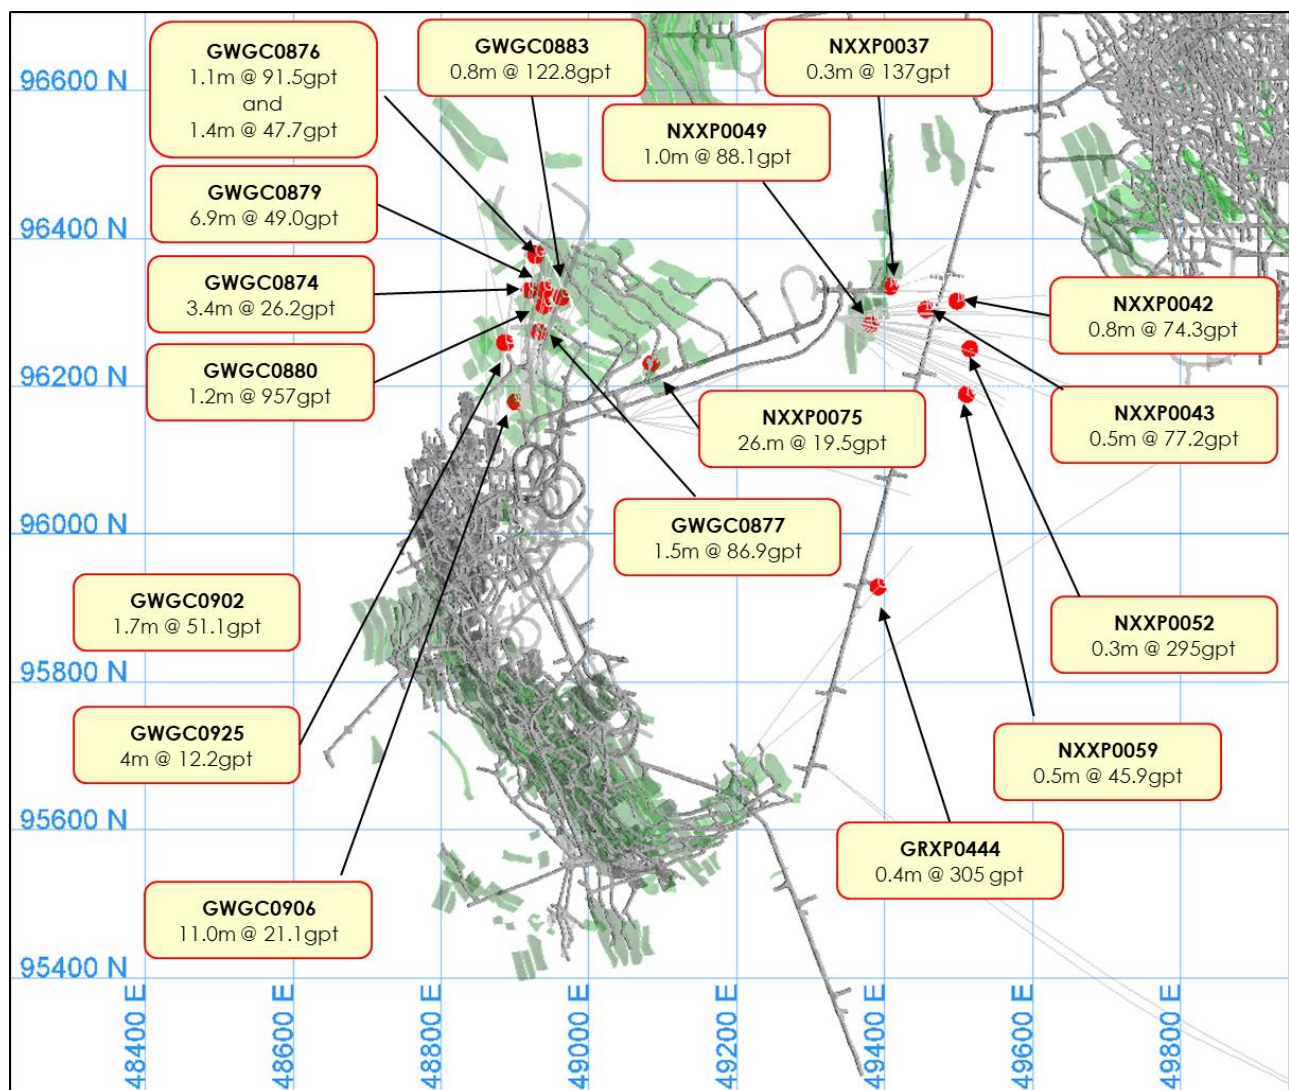 GWGC0876
1.1m @ 91.5gpt
and
1.4m @ 47.7gpt
GWGC0883
0.8m @ 122.8gpt
NXXP0037
0.3m @ 137gpt
NXXP0049
1.0m @ 88.1gpt
GWGC0879
6.9m @ 49.0gpt
GWGC0874
3.4m @ 26.2gpt
GWGC0880
1.2m @ 957gpt
NXXP0042
0.8m @ 74.3gpt
NXXP0043
0.5m @ 77.2gpt
NXXP0075
26.m @ 19.5gpt
GWGC0877
1.5m @ 86.9gpt
GWGC0902
1.7m @ 51.1gpt
NXXP0052
0.3m @ 295gpt
GWGC0925
4m @ 12.2gpt
NXXP0059
0.5m @ 45.9gpt
GRXP0444
0.4m @ 305 gpt
GWGC0906
11.0m @ 21.1gpt
96600 N
96400 N
96200 N
96000 N
95800 N
95600 N
95400 N
48400 E
48600 E
48800 E
49000 E
49200 E
49400 E
49600 E
49800 E